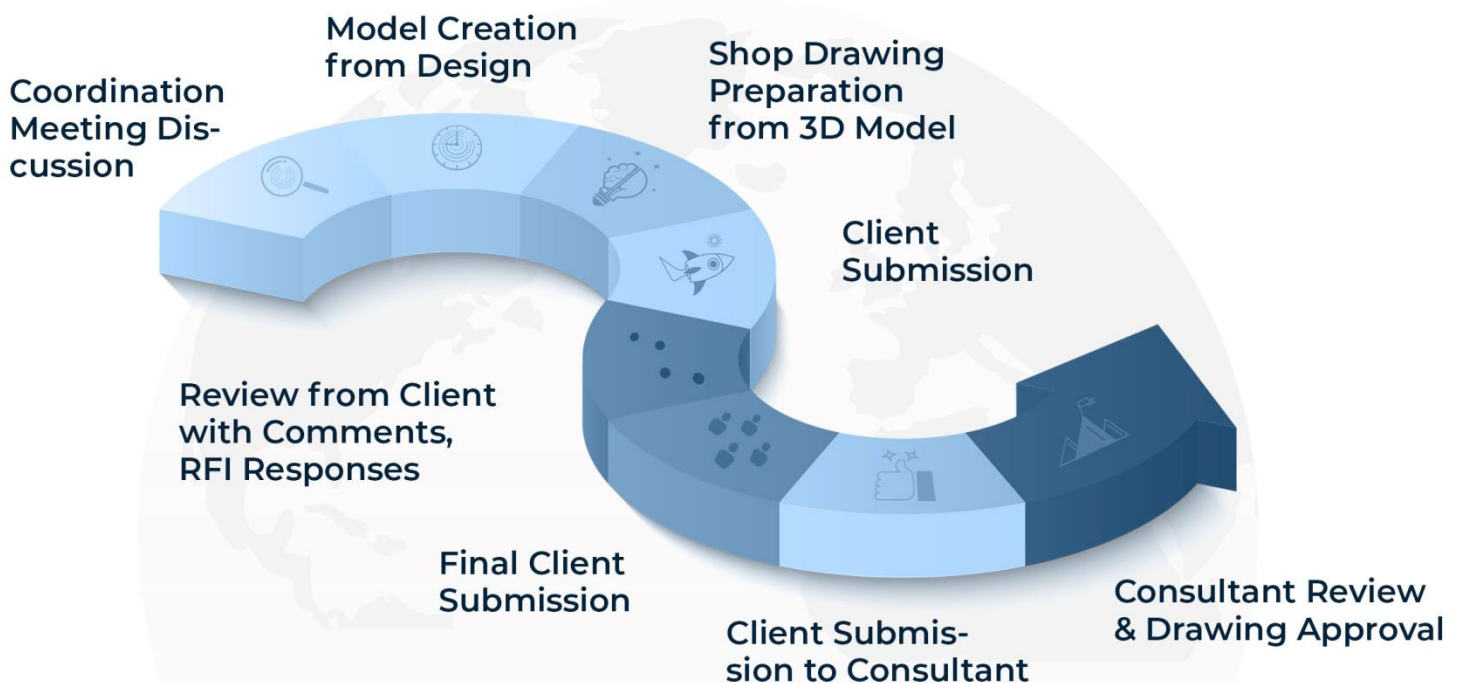 Coordination
Meeting Dis-
cussion
Model Creation
from Design
Shop Drawing
Preparation
from 3D Model
Client
Submission
Review from Client
with Comments,
RFI Responses
Final Client
Submission
Client Submis-
sion to Consultant
Consultant Review
& Drawing Approval